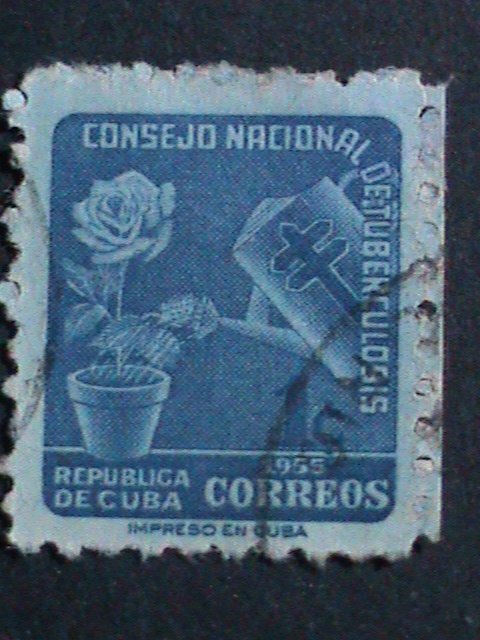 CONSEJO NACIONAL DE TUBERCULOSIS
1955
REPUBLICA
DE CUBA CORREOS
IMPRESO EN CUBA